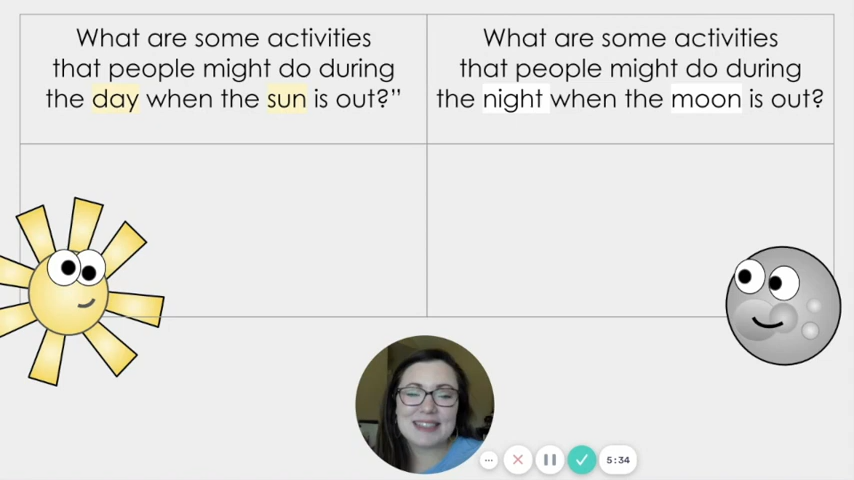 What are some activities
that people might do during
the day when the sun is out?”
What are some activities
that people might do during
the night when the moon is out?
5:34